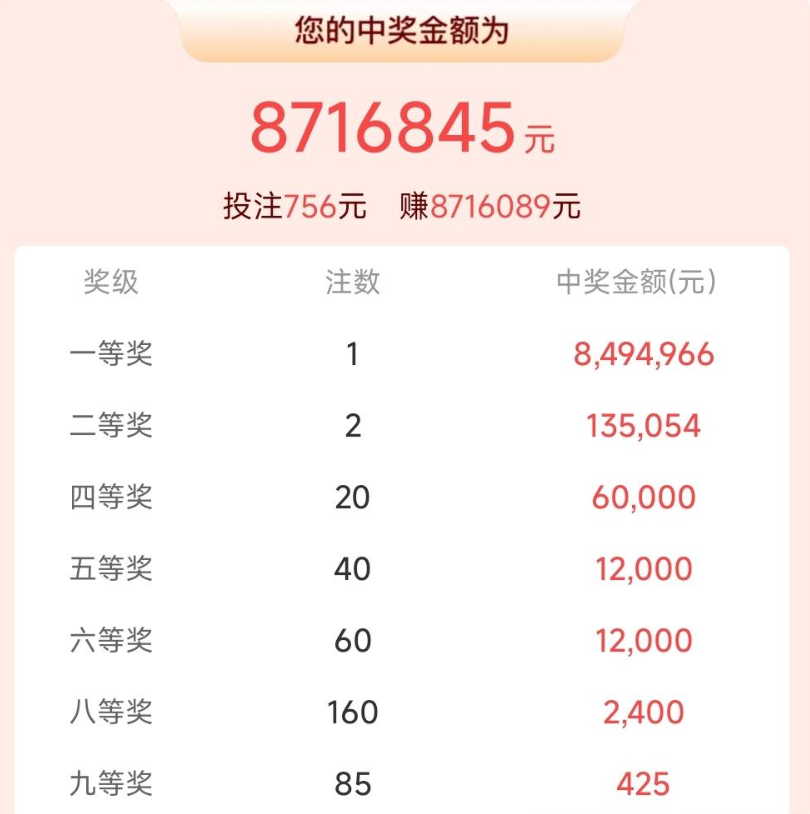 您的中奖金额为
8716845元
投注756元 赚8716089元
奖级 注数 中奖金额(元)
一等奖 1 8,494,966
二等奖 2 135,054
四等奖 20 60,000
五等奖 40 12,000
六等奖 60 12,000
八等奖 160 2,400
九等奖 85 425